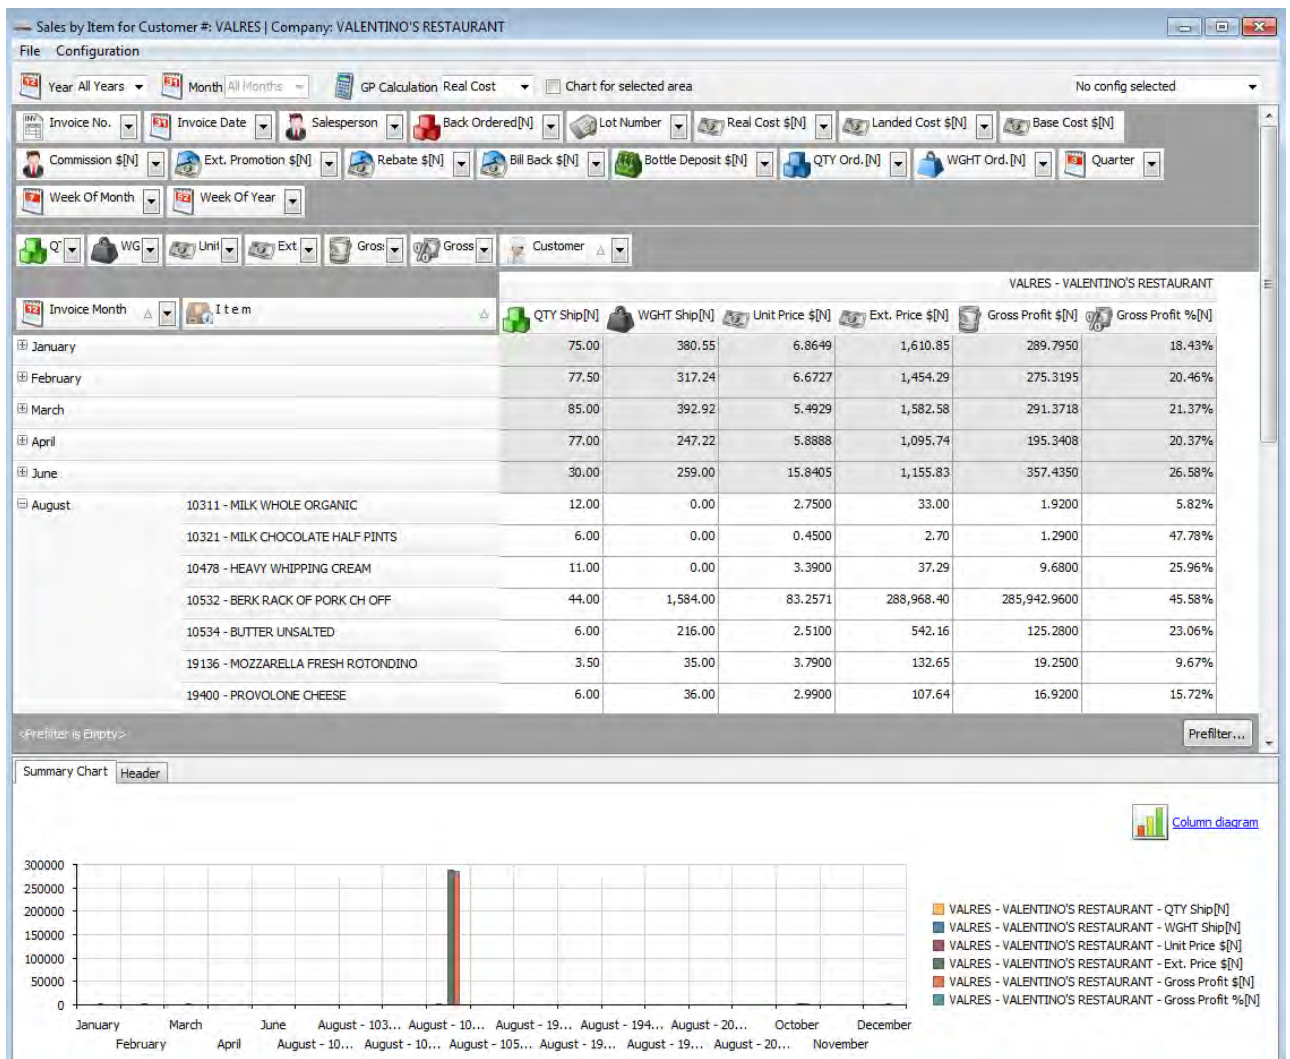 Sales by Item for Customer #: VALRES | Company: VALENTINO'S RESTAURANT
File Configuration
Year All Years Month All Months GP Calculation Real Cost Chart for selected area No config selected
Invoice No. Invoice Date Salesperson Back Ordered[N] Lot Number Real Cost $[N] Landed Cost $[N] Base Cost $[N]
Commission $[N] Ext. Promotion $[N] Rebate $[N] Bill Back $[N] Bottle Deposit $[N] QTY Ord.[N] WGHT Ord.[N] Quarter
Week Of Month Week Of Year
QT WG Unit Ext Gros Gross Customer
VALRES - VALENTINO'S RESTAURANT
Invoice Month Item QTY Ship[N] WGHT Ship[N] Unit Price $[N] Ext. Price $[N] Gross Profit $[N] Gross Profit %[N]
January 75.00 380.55 6.8649 1,610.85 289.7950 18.43%
February 77.50 317.24 6.6727 1,454.29 275.3195 20.46%
March 85.00 392.92 5.4929 1,582.58 291.3718 21.37%
April 77.00 247.22 5.8888 1,095.74 195.3408 20.37%
June 30.00 259.00 15.8405 1,155.83 357.4350 26.58%
August 10311 - MILK WHOLE ORGANIC 12.00 0.00 2.7500 33.00 1.9200 5.82%
10321 - MILK CHOCOLATE HALF PINTS 6.00 0.00 0.4500 2.70 1.2900 47.78%
10478 - HEAVY WHIPPING CREAM 11.00 0.00 3.3900 37.29 9.6800 25.96%
10532 - BERK RACK OF PORK CH OFF 44.00 1,584.00 83.2571 288,968.40 285,942.9600 45.58%
10534 - BUTTER UNSALTED 6.00 216.00 2.5100 542.16 125.2800 23.06%
19136 - MOZZARELLA FRESH ROTONDINO 3.50 35.00 3.7900 132.65 19.2500 9.67%
19400 - PROVOLONE CHEESE 6.00 36.00 2.9900 107.64 16.9200 15.72%
<Prefilter is Empty> Prefilter...
Summary Chart Header
Column diagram
300000
250000
200000
150000
100000
50000
0
VALRES - VALENTINO'S RESTAURANT - QTY Ship[N]
VALRES - VALENTINO'S RESTAURANT - WGHT Ship[N]
VALRES - VALENTINO'S RESTAURANT - Unit Price $[N]
VALRES - VALENTINO'S RESTAURANT - Ext. Price $[N]
VALRES - VALENTINO'S RESTAURANT - Gross Profit $[N]
VALRES - VALENTINO'S RESTAURANT - Gross Profit %[N]
January March June August - 103... August - 10... August - 19... August - 194... August - 20... October December
February April August - 10... August - 10... August - 105... August - 19... August - 19... August - 20... November